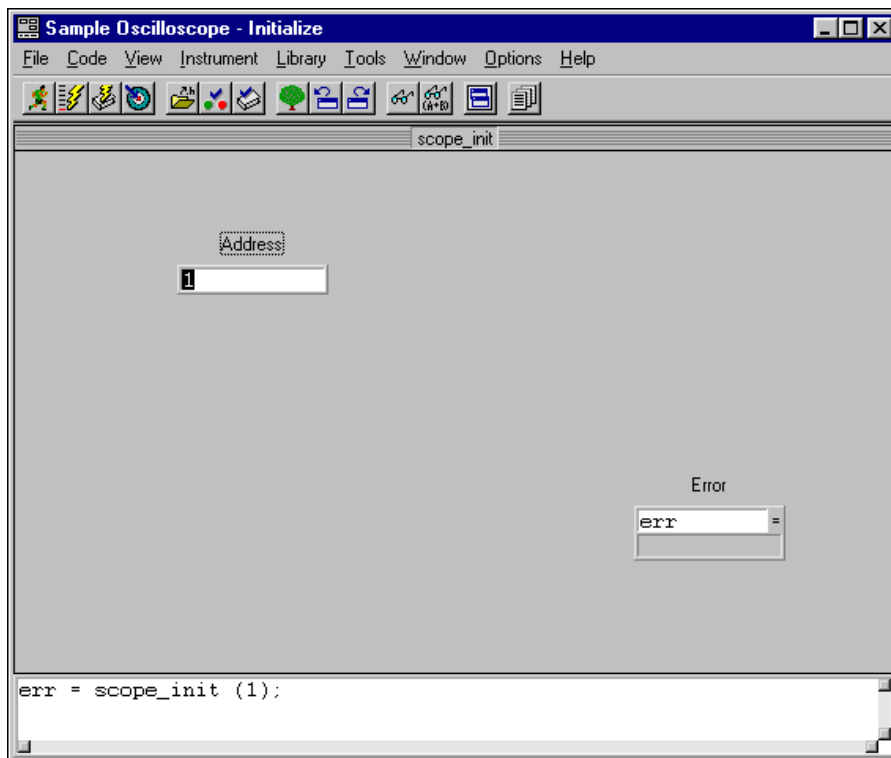 Sample Oscilloscope - Initialize
File Code View Instrument Library Tools Window Options Help
scope_init
Address
1
Error
err =
err = scope_init (1);